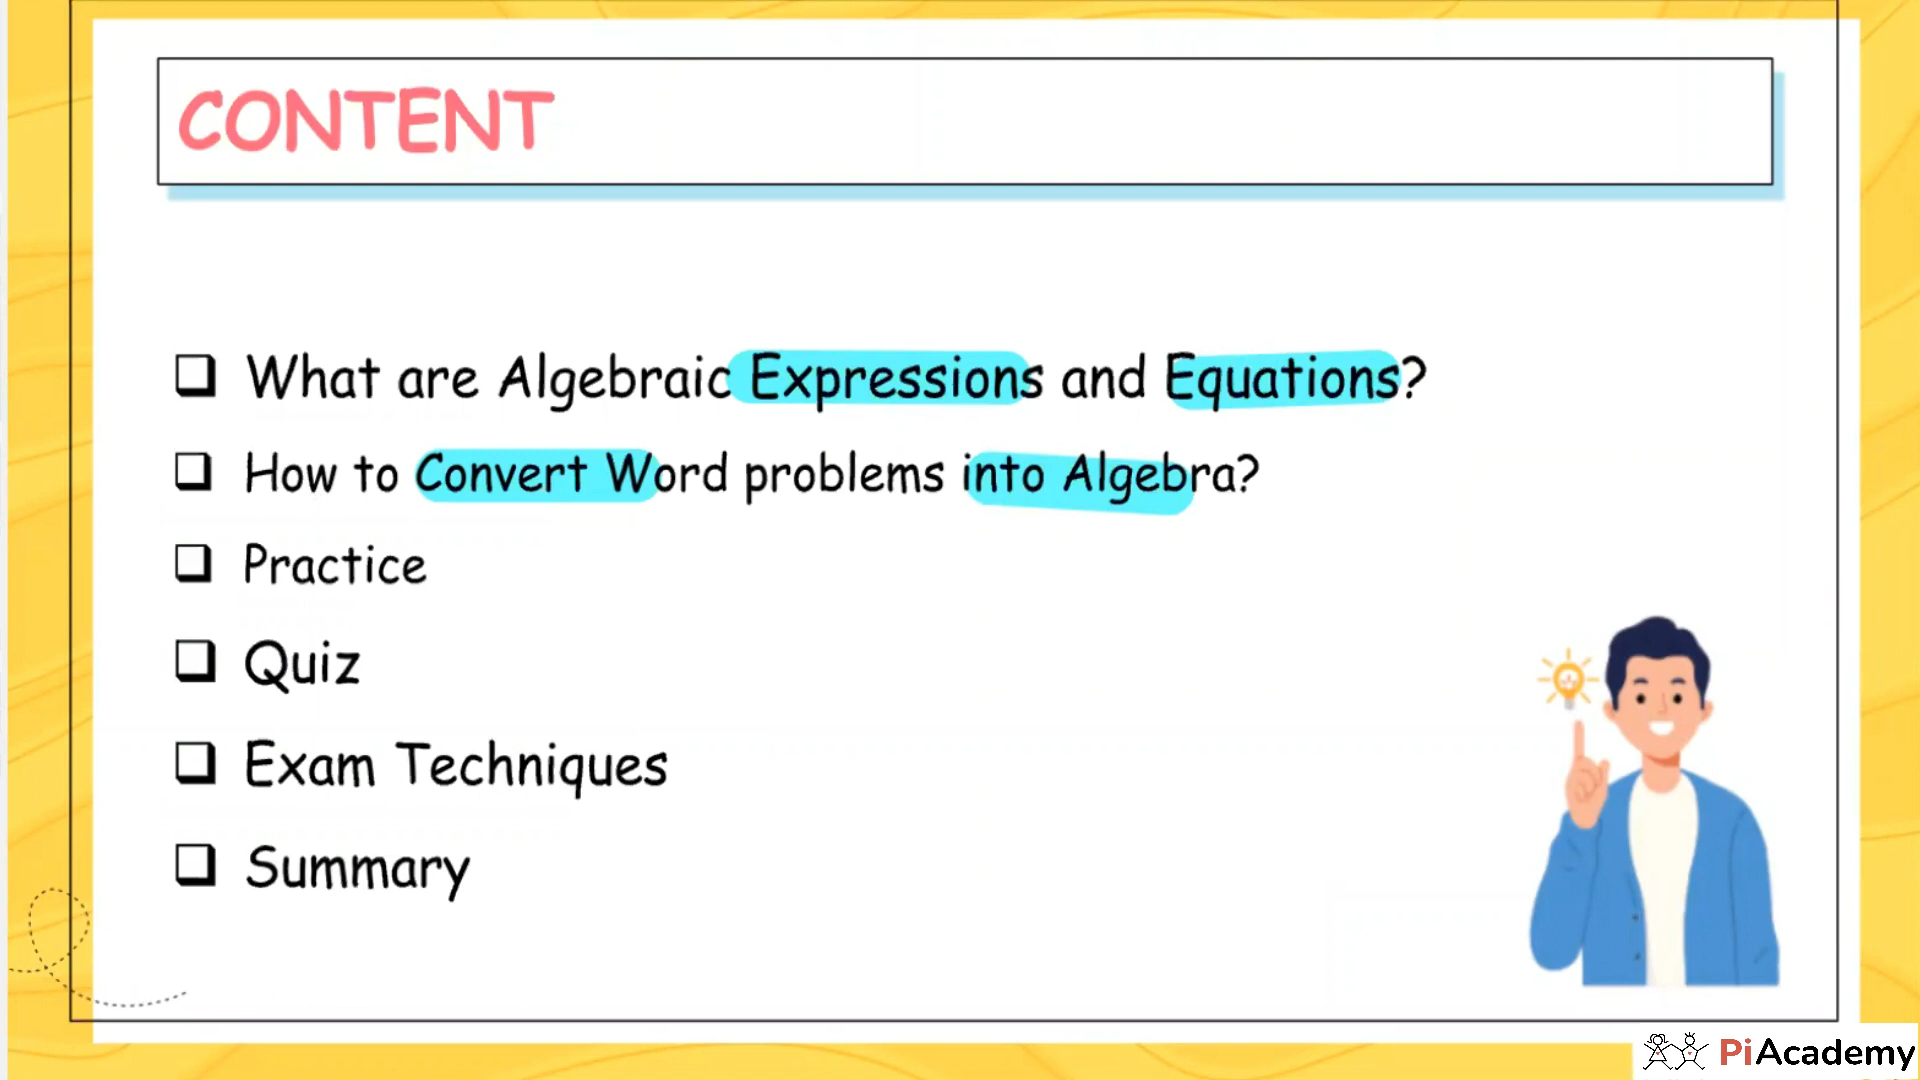 CONTENT
What are Algebraic Expressions and Equations?
How to Convert Word problems into Algebra?
Practice
Quiz
Exam Techniques
Summary
PiAcademy